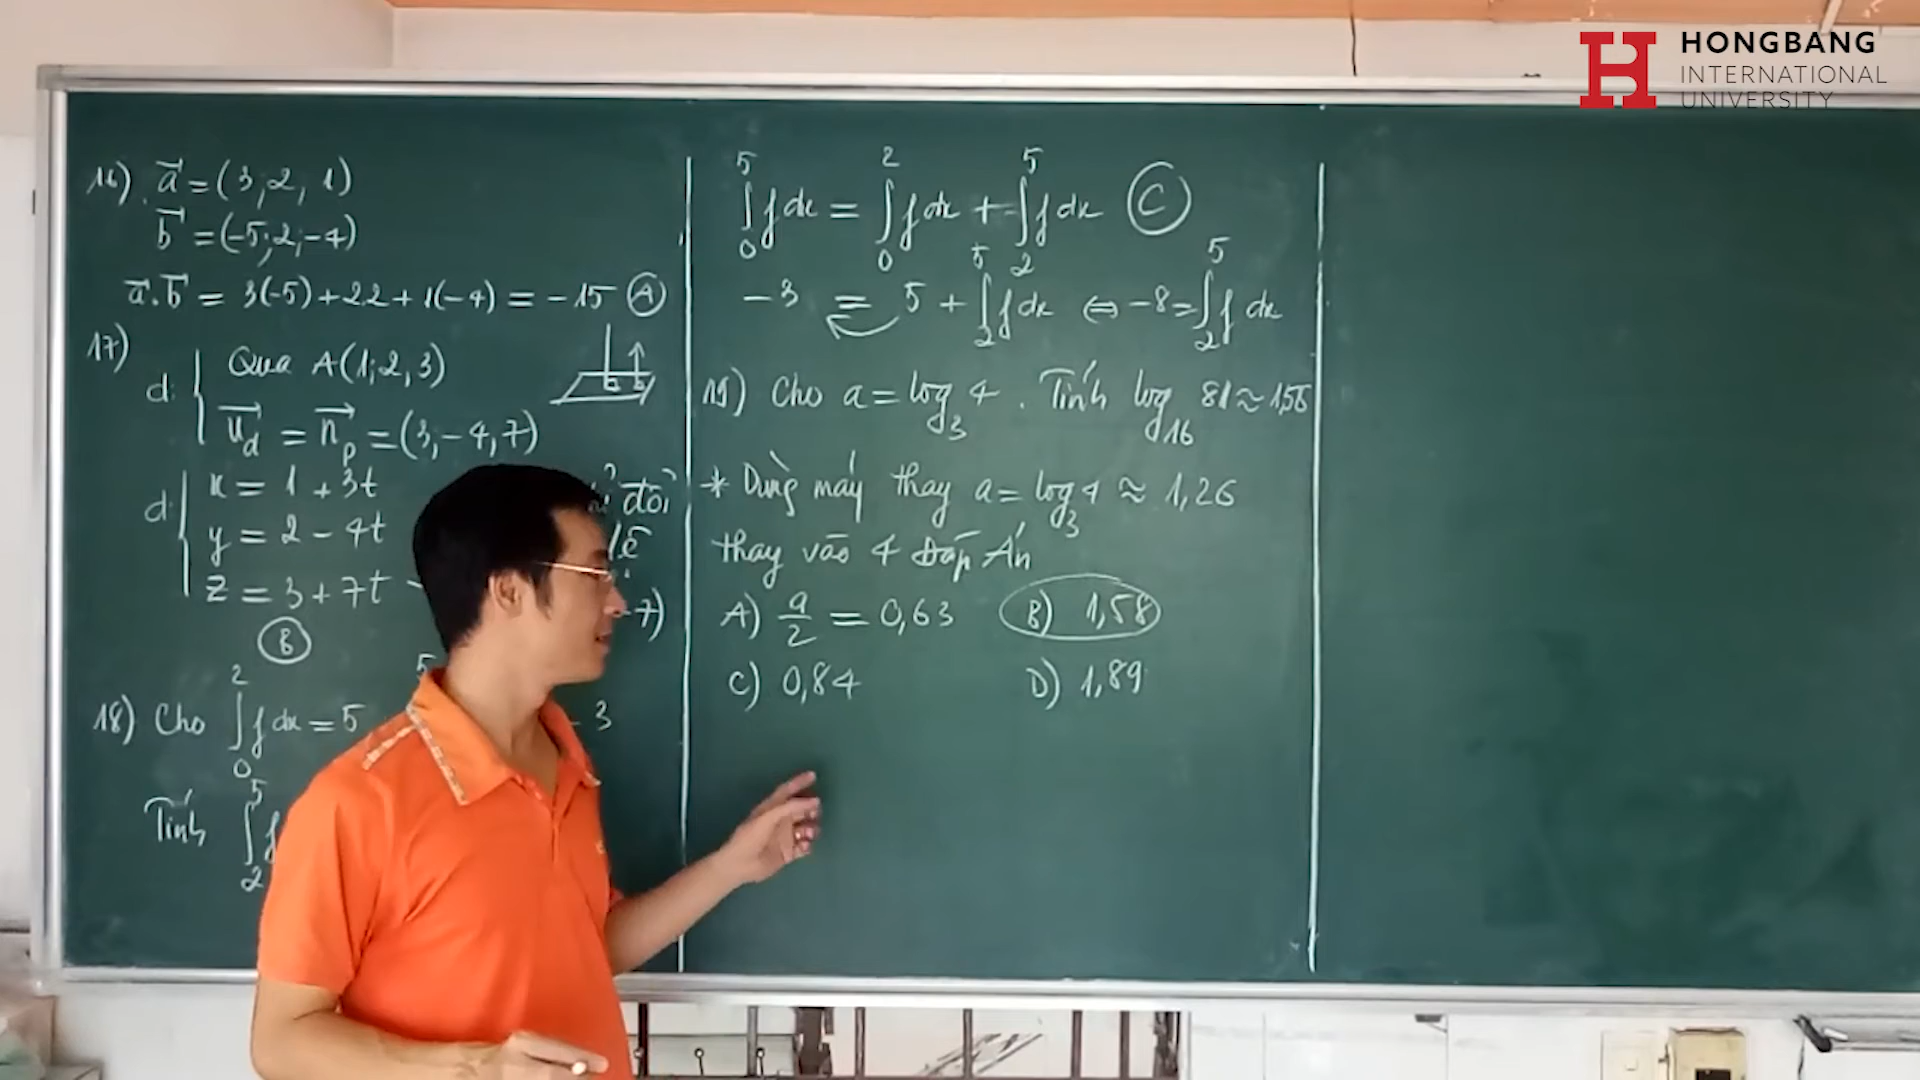 HONGBANG
INTERNATIONAL
UNIVERSITY
16) a⃗ = (3; 2, 1)
b⃗ = (-5; 2; -4)
a⃗.b⃗ = 3(-5) + 2.2 + 1(-4) = -15 (A)
17)
d: { Qua A(1; 2, 3)
u⃗_d = n⃗_p = (3; -4, 7)
d: { x = 1 + 3t
y = 2 - 4t
z = 3 + 7t
đổi
-7)
(B)
18) Cho ∫₀² f dx = 5
5
- 3
Tính ∫₂⁵ f
∫₀⁵ f dx = ∫₀² f dx + ∫₂⁵ f dx (C)
-3 = 5 + ∫₂⁵ f dx ⇔ -8 = ∫₂⁵ f dx
19) Cho a = log₃ 4 . Tính log₁₆ 81 ≈
* Dùng máy thay a = log₃ 4 ≈ 1,26
thay vào 4 Đáp Án
A) a/2 = 0,63 B) 1,58
C) 0,84 D) 1,89